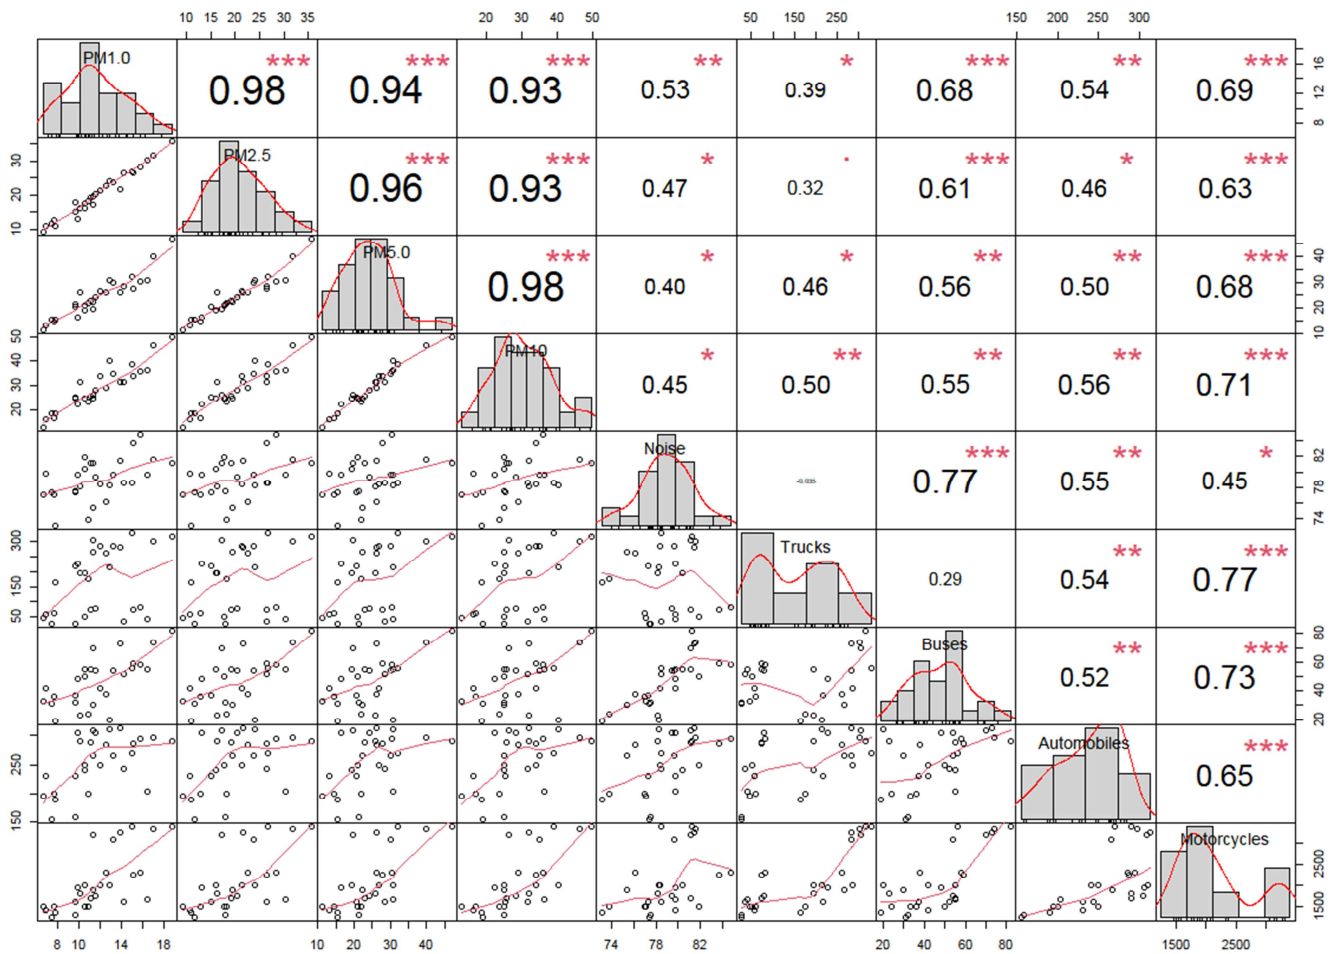 10 15 20 25 30 35 20 30 40 50 50 150 250 150 200 250 300
PM1.0 0.98 *** 0.94 *** 0.93 *** 0.53 ** 0.39 * 0.68 *** 0.54 ** 0.69 *** 8 12 16
10 20 30 PM2.5 0.96 *** 0.93 *** 0.47 * 0.32 . 0.61 *** 0.46 * 0.63 ***
PM5.0 0.98 *** 0.40 * 0.46 * 0.56 ** 0.50 ** 0.68 *** 10 20 30 40
20 30 40 50 PM10 0.45 * 0.50 ** 0.55 ** 0.56 ** 0.71 ***
Noise 0.77 *** 0.55 ** 0.45 * 74 78 82
50 150 300 Trucks 0.29 0.54 ** 0.77 ***
Buses 0.52 ** 0.73 *** 20 40 60 80
150 250 Automobiles 0.65 ***
Motorcycles 1500 2500
8 10 14 18 10 20 30 40 74 78 82 20 40 60 80 1500 2500